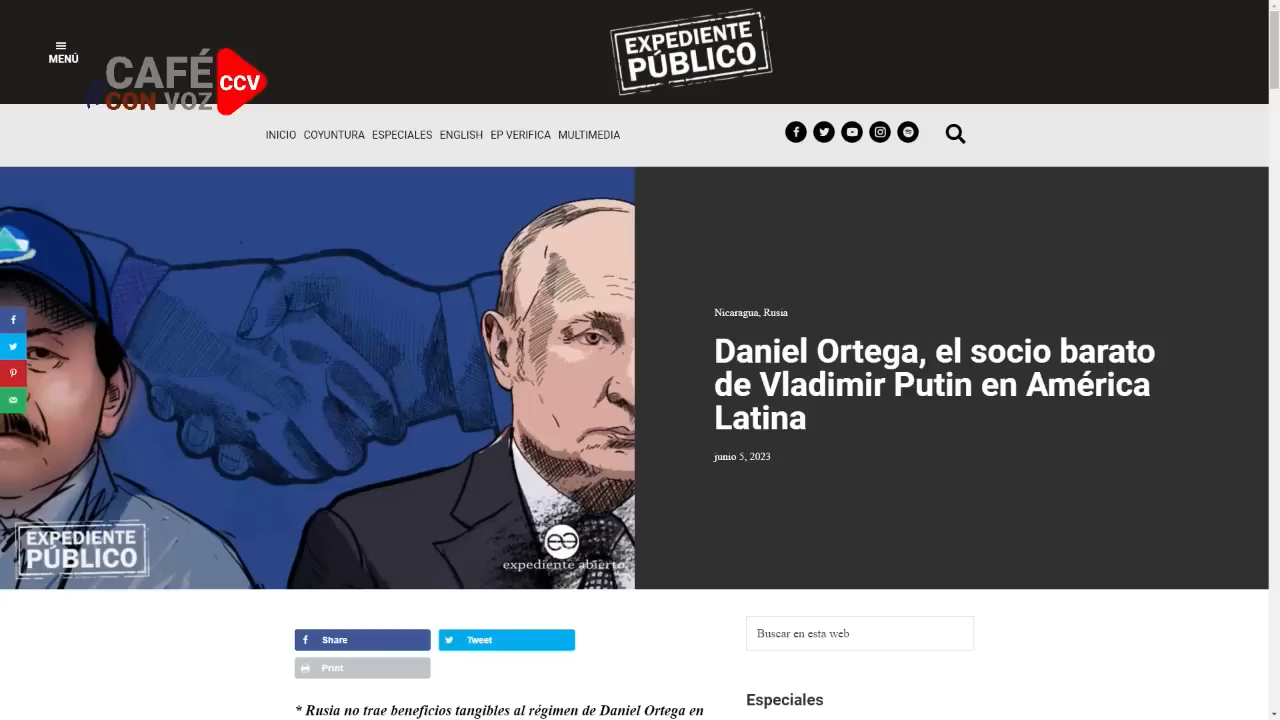 MENÚ
CAFÉ
CON VOZ
CCV
EXPEDIENTE
PÚBLICO
INICIO COYUNTURA ESPECIALES ENGLISH EP VERIFICA MULTIMEDIA
Nicaragua, Rusia
Daniel Ortega, el socio barato
de Vladimir Putin en América
Latina
junio 5, 2023
EXPEDIENTE
PÚBLICO
expediente abierto
Share
Tweet
Print
Buscar en esta web
* Rusia no trae beneficios tangibles al régimen de Daniel Ortega en
Especiales